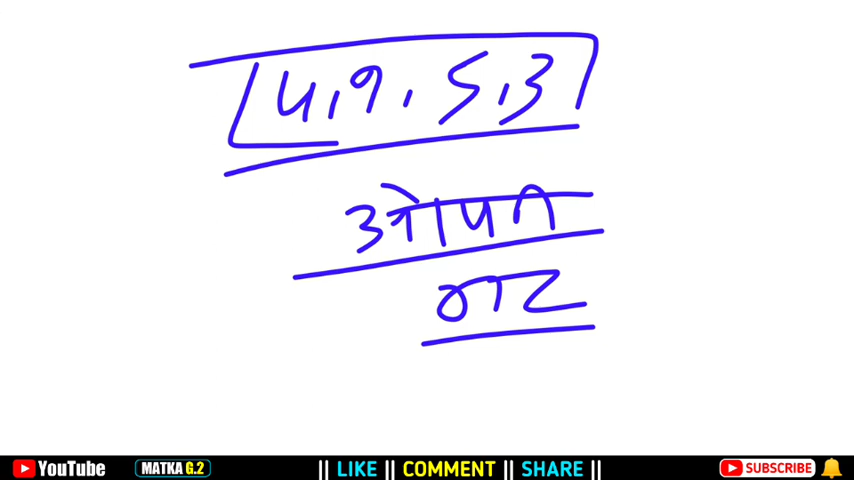 4,9,5,3
ओपन
YouTube MATKA G.2 || LIKE || COMMENT || SHARE || SUBSCRIBE